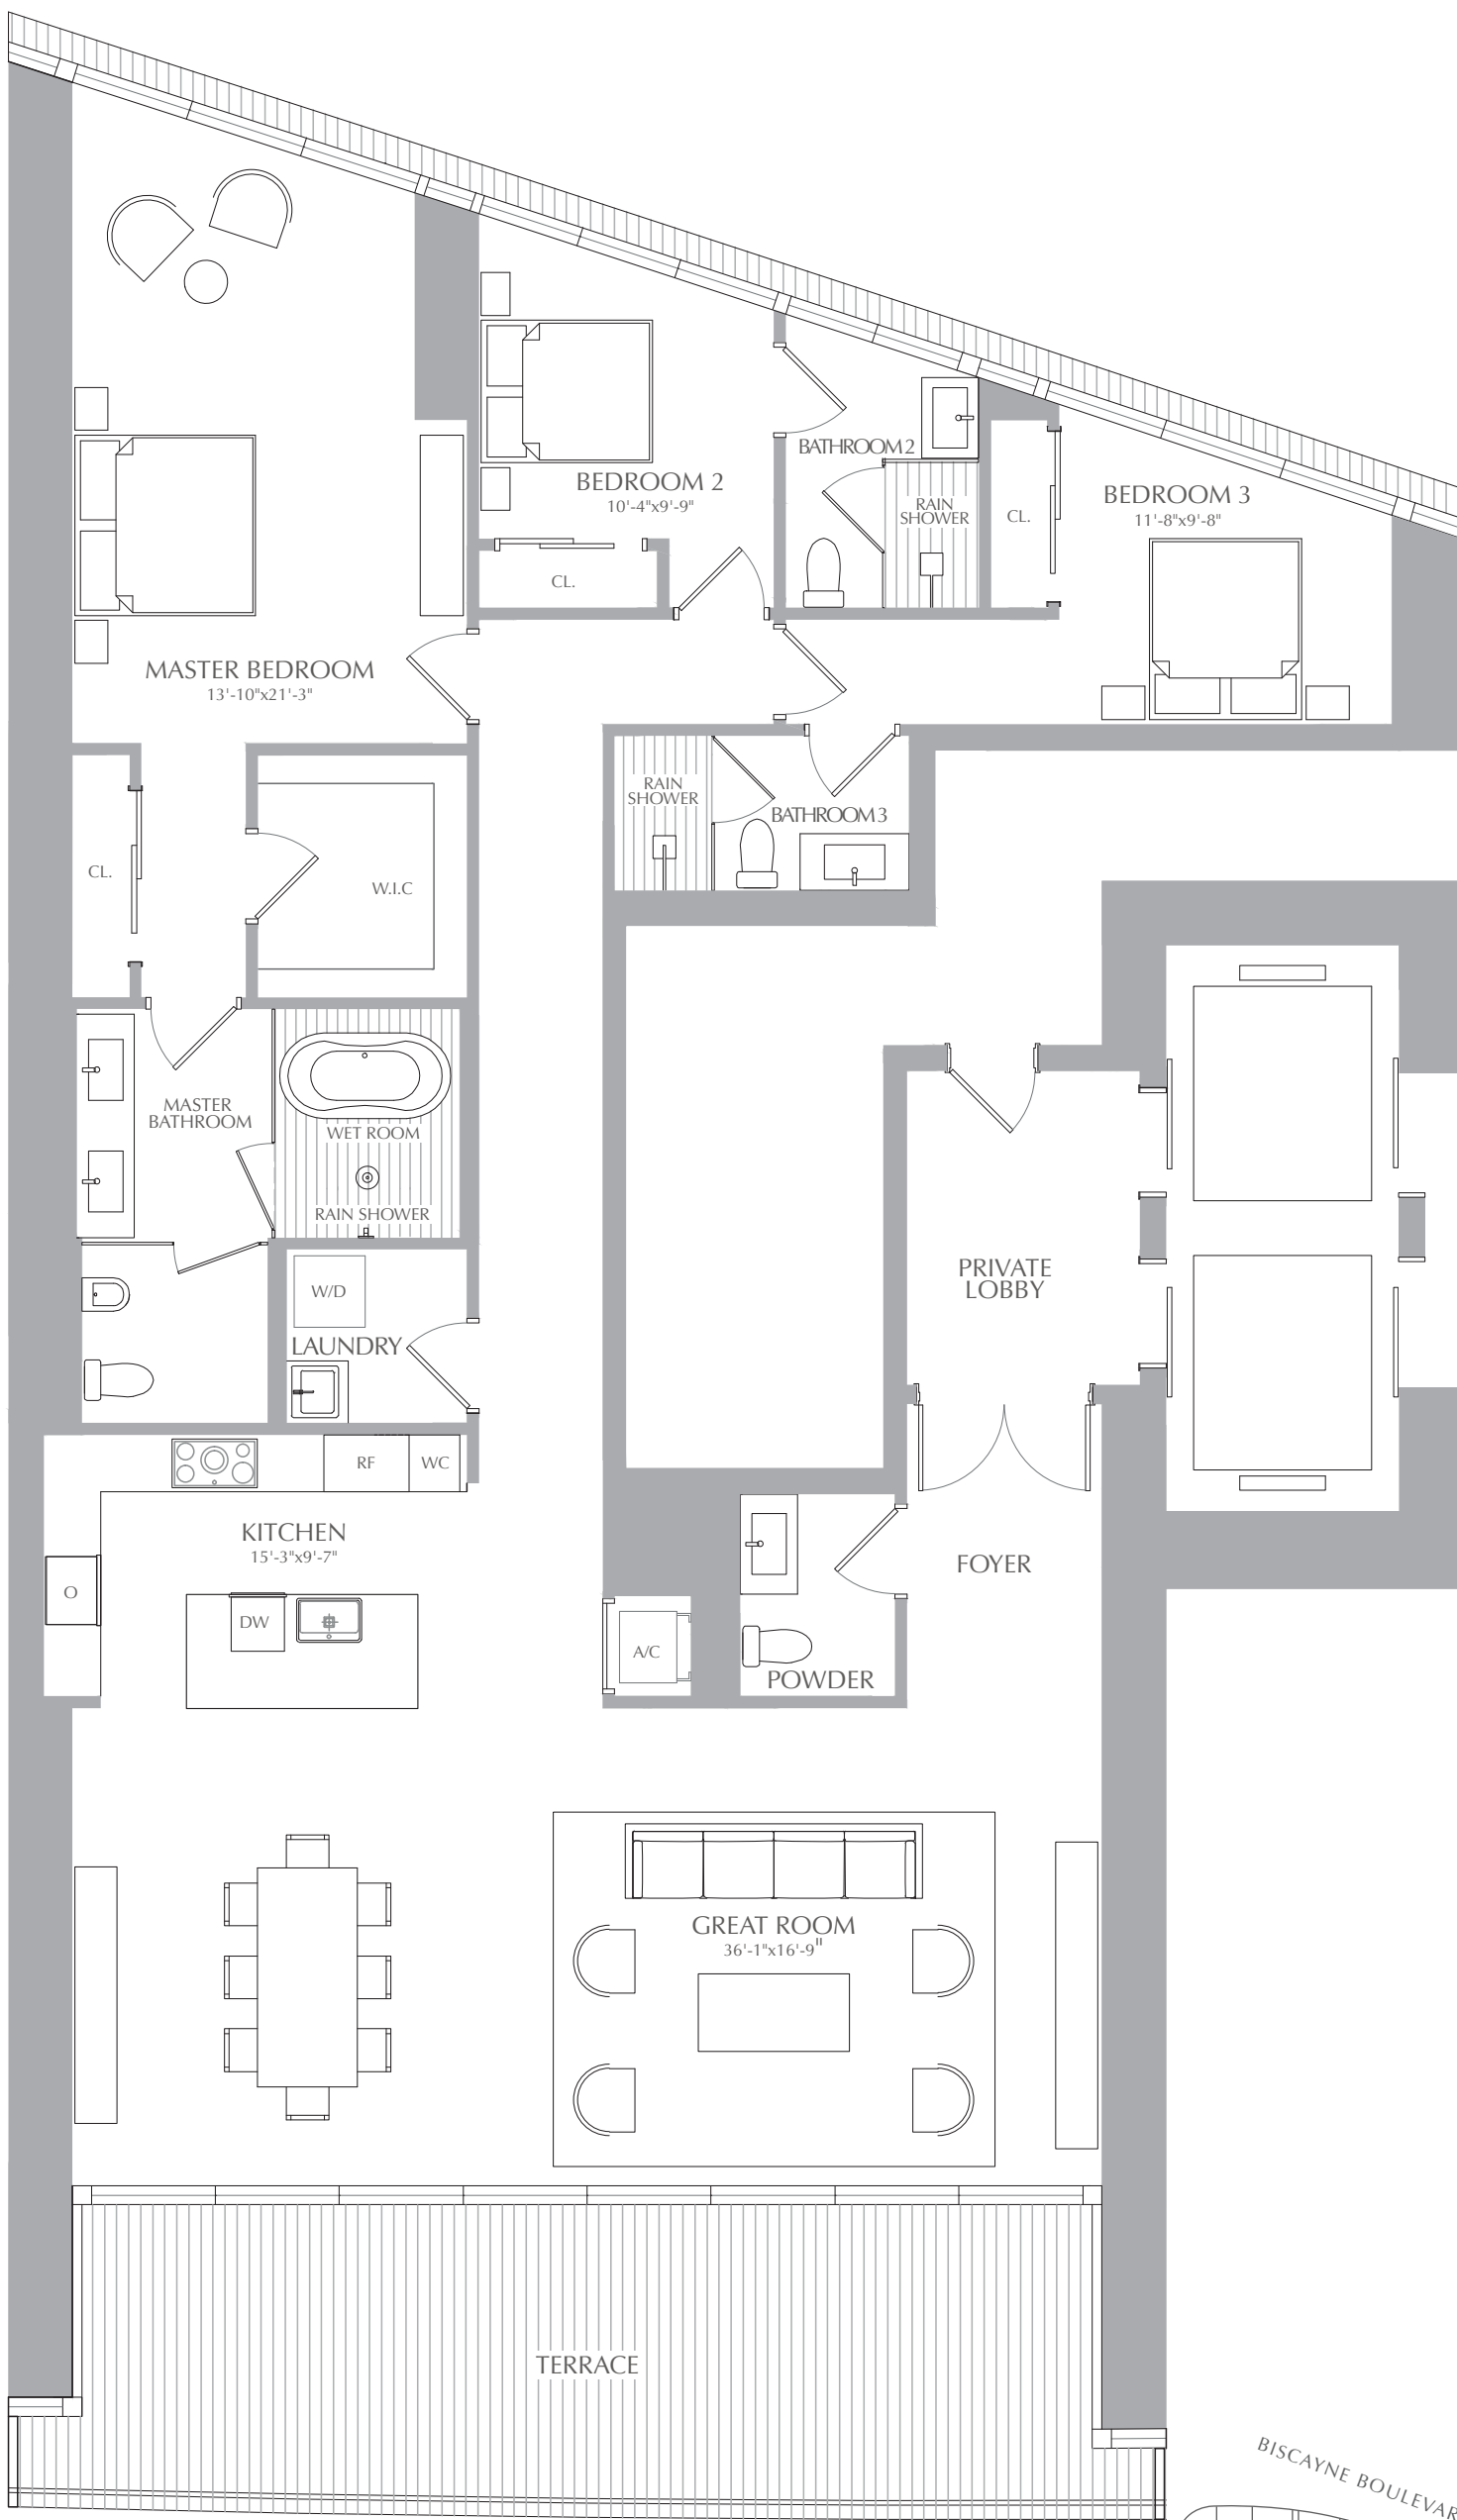 BATHROOM 2
BEDROOM 2
10'-4"x9'-9"
BEDROOM 3
11'-8"x9'-8"
RAIN
SHOWER
CL.
CL.
MASTER BEDROOM
13'-10"x21'-3"
RAIN
SHOWER
BATHROOM 3
CL.
W.I.C
MASTER
BATHROOM
WET ROOM
RAIN SHOWER
PRIVATE
LOBBY
W/D
LAUNDRY
RF
WC
KITCHEN
15'-3"x9'-7"
FOYER
O
DW
A/C
POWDER
GREAT ROOM
36'-1"x16'-9"
TERRACE
BISCAYNE